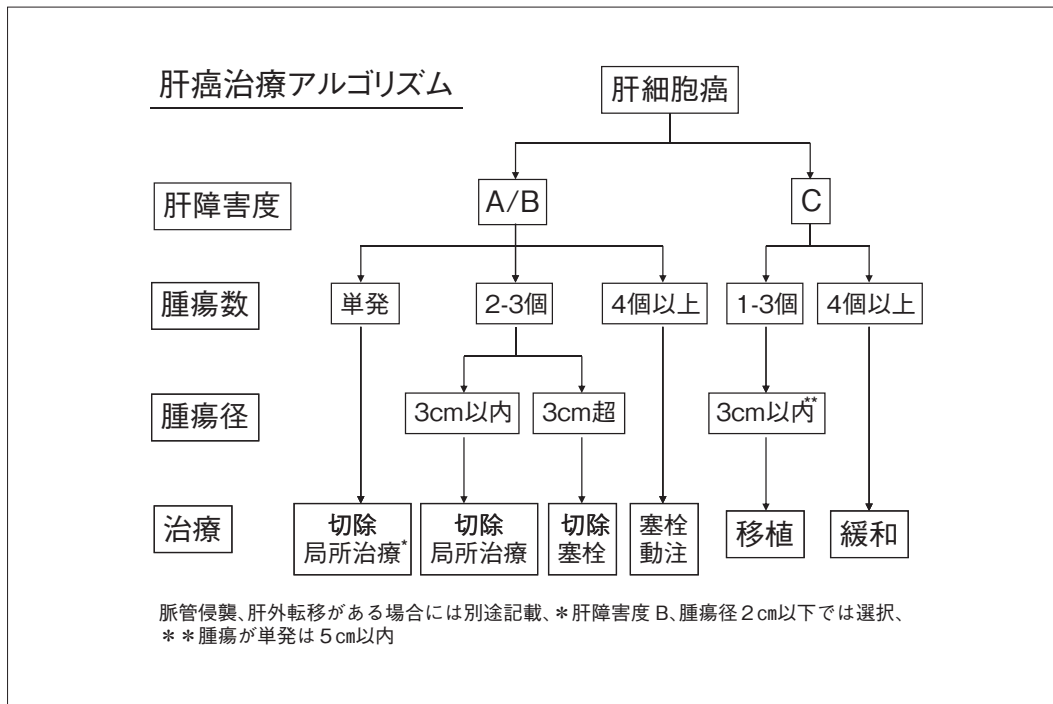 肝癌治療アルゴリズム
肝細胞癌
肝障害度
A/B
C
腫瘍数
単発
2-3個
4個以上
1-3個
4個以上
腫瘍径
3cm以内
3cm超
3cm以内**
治療
切除
局所治療*
切除
局所治療
切除
塞栓
塞栓
動注
移植
緩和
脈管侵襲、肝外転移がある場合には別途記載、＊肝障害度 B、腫瘍径２㎝以下では選択、
＊＊腫瘍が単発は５㎝以内